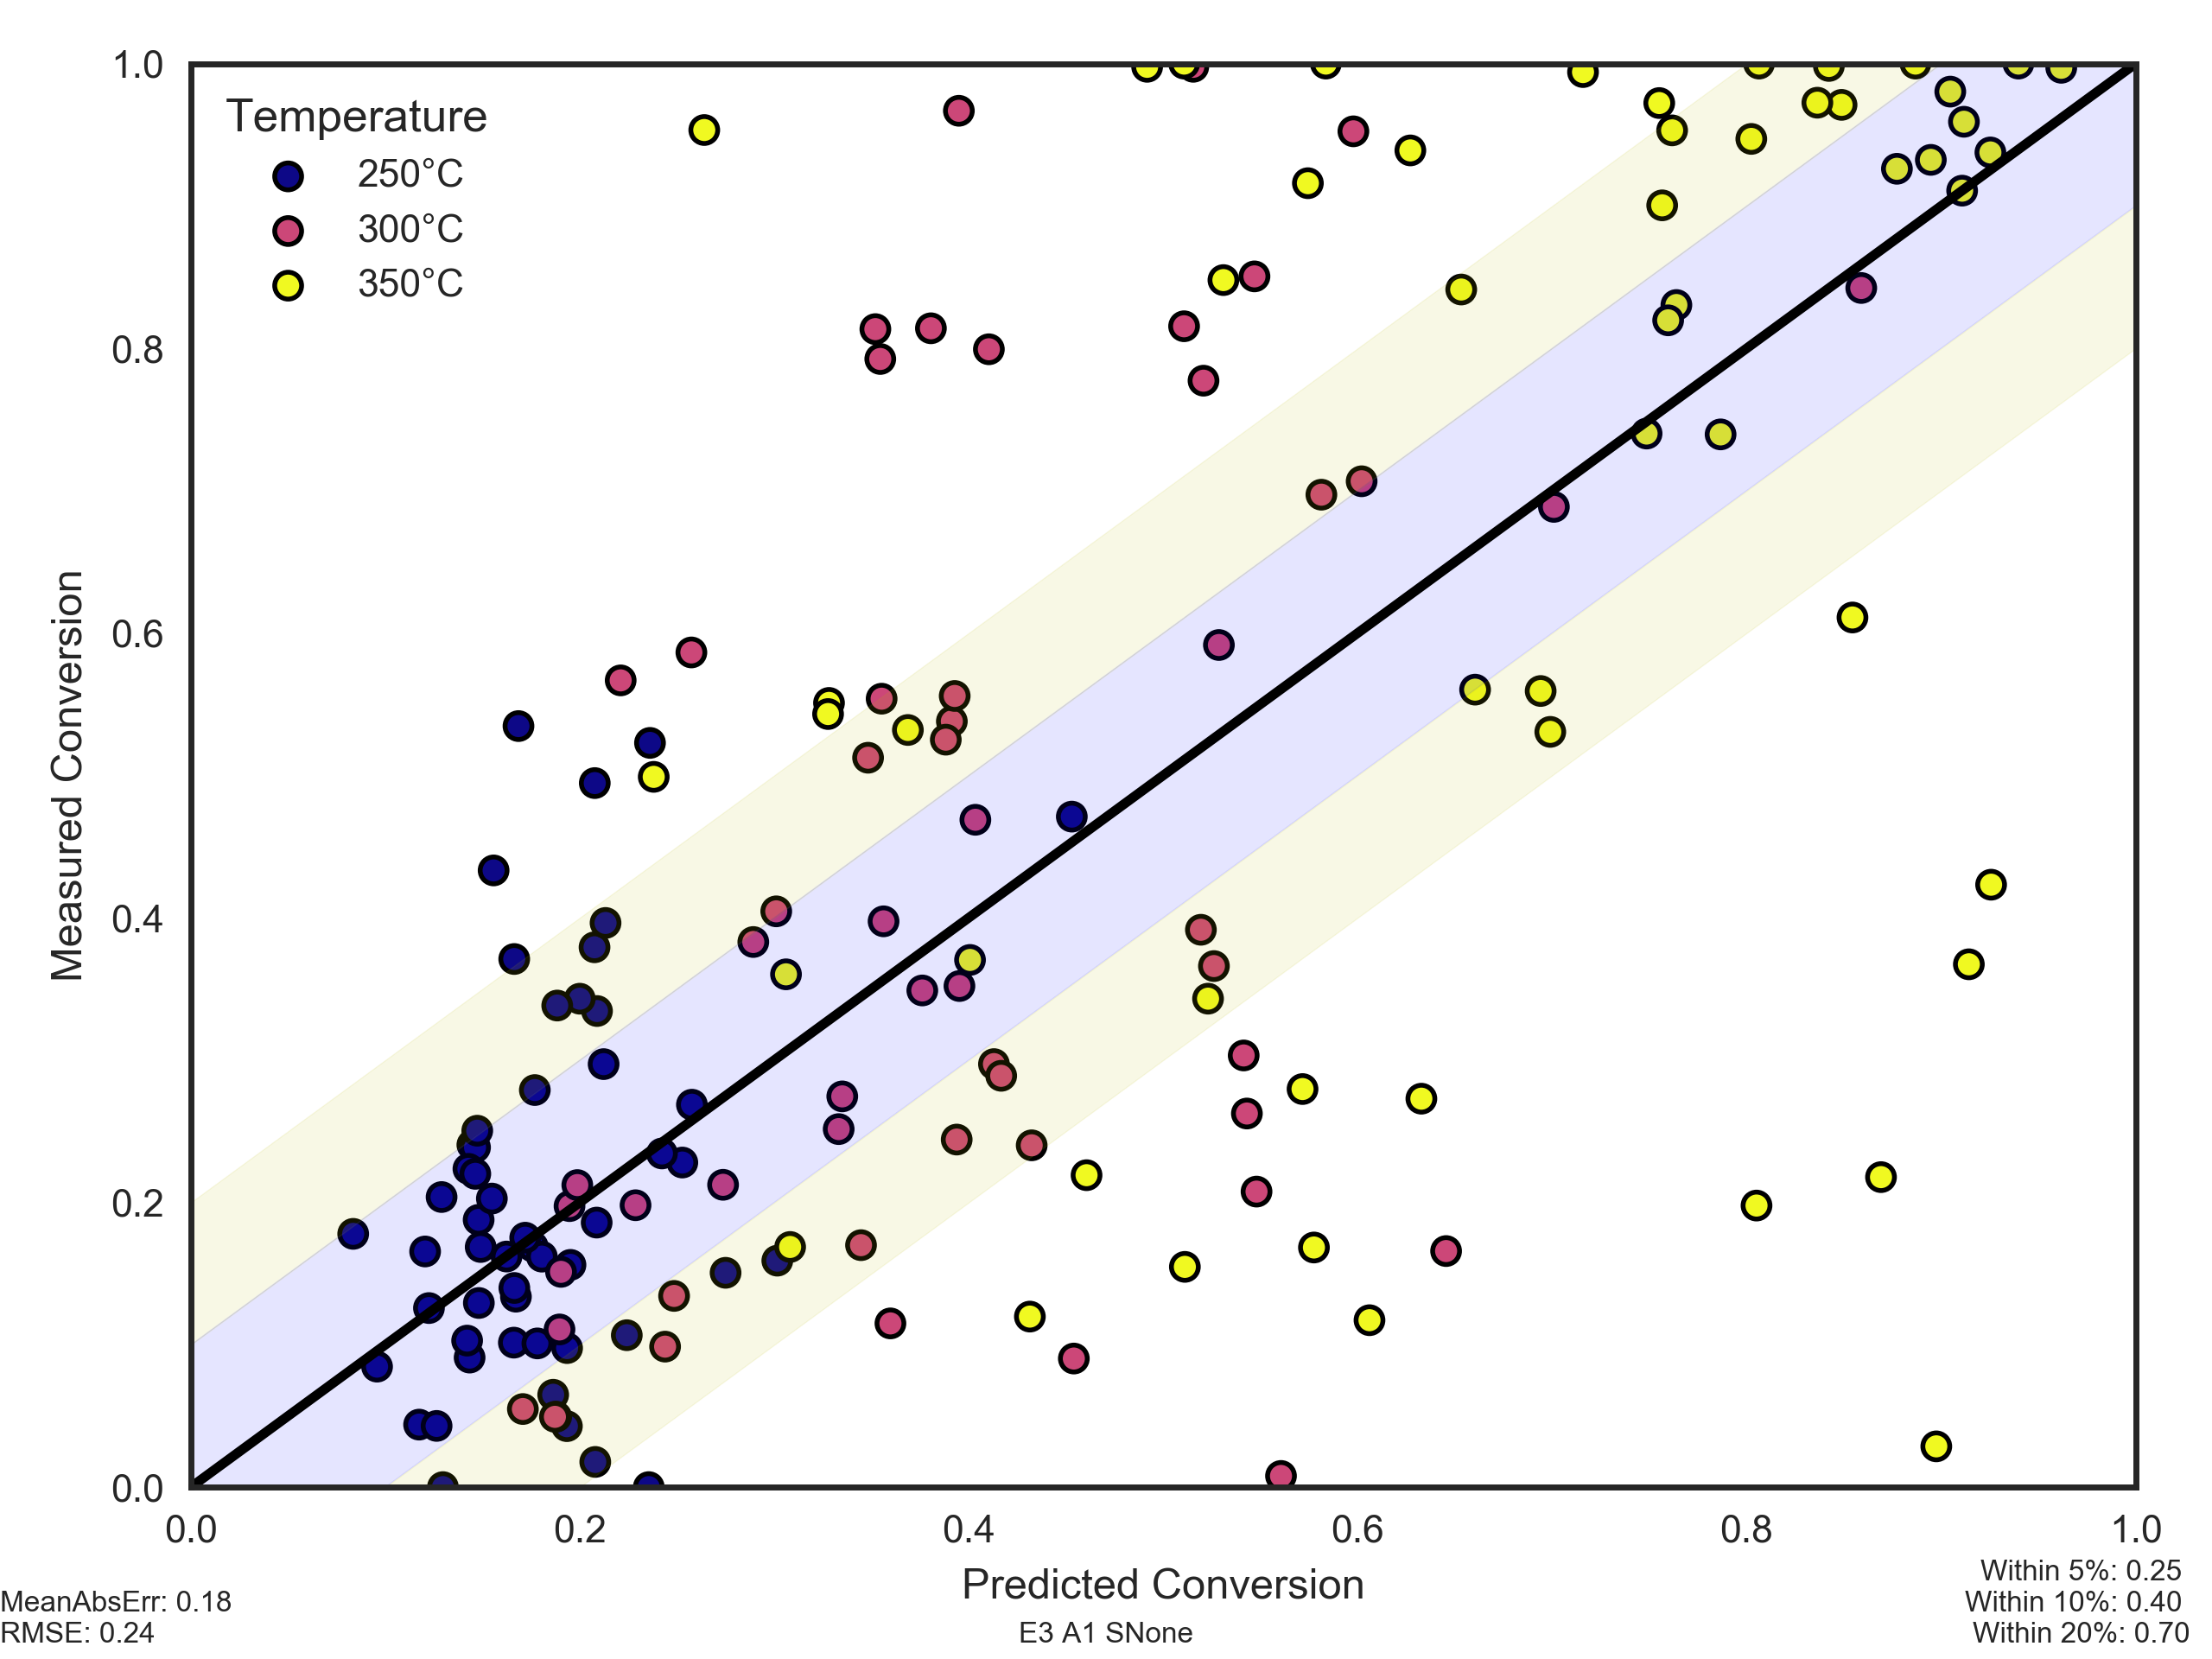 1.0
0.8
0.6
0.4
0.2
0.0
Measured Conversion
Temperature
250°C
300°C
350°C
0.0 0.2 0.4 0.6 0.8 1.0
Predicted Conversion
E3 A1 SNone
MeanAbsErr: 0.18
RMSE: 0.24
Within 5%: 0.25
Within 10%: 0.40
Within 20%: 0.70